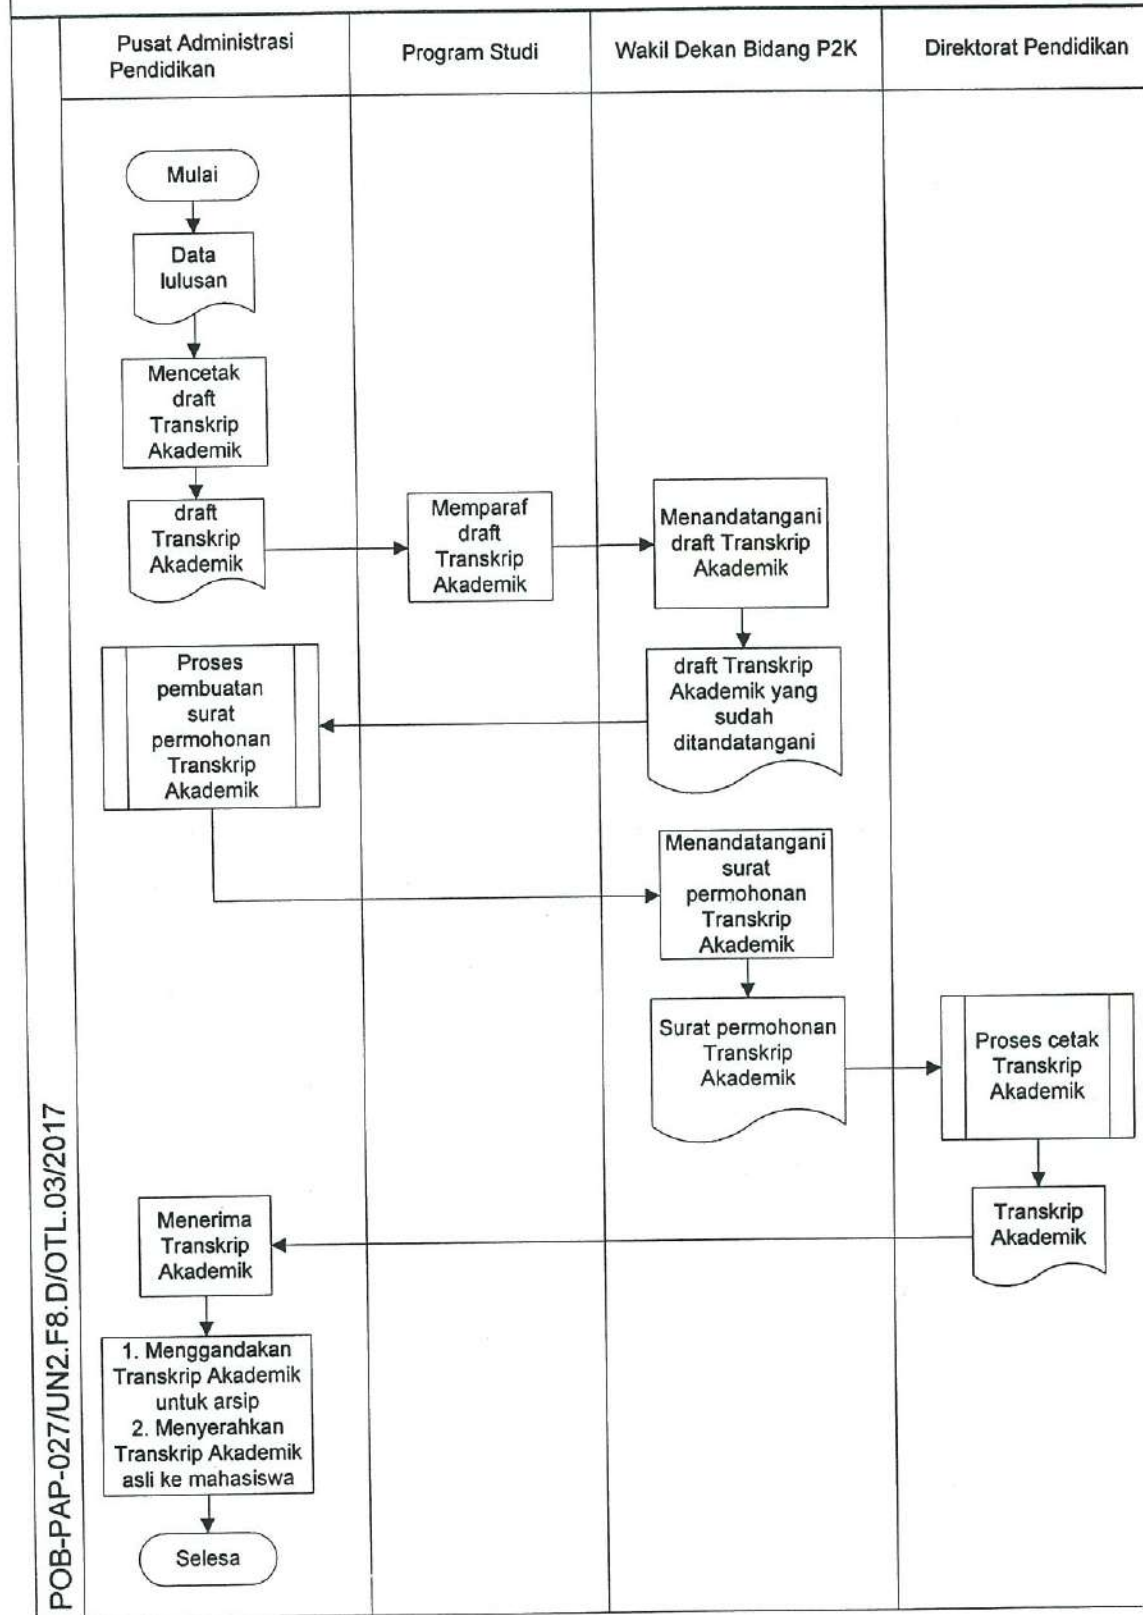 Pusat Administrasi
Pendidikan
Program Studi
Wakil Dekan Bidang P2K
Direktorat Pendidikan
Mulai
Data
lulusan
Mencetak
draft
Transkrip
Akademik
draft
Transkrip
Akademik
Memparaf
draft
Transkrip
Akademik
Menandatangani
draft Transkrip
Akademik
draft Transkrip
Akademik yang
sudah
ditandatangani
Proses
pembuatan
surat
permohonan
Transkrip
Akademik
Menandatangani
surat
permohonan
Transkrip
Akademik
Surat permohonan
Transkrip
Akademik
Proses cetak
Transkrip
Akademik
Transkrip
Akademik
Menerima
Transkrip
Akademik
1. Menggandakan
Transkrip Akademik
untuk arsip
2. Menyerahkan
Transkrip Akademik
asli ke mahasiswa
Selesa
POB-PAP-027/UN2.F8.D/OTL.03/2017